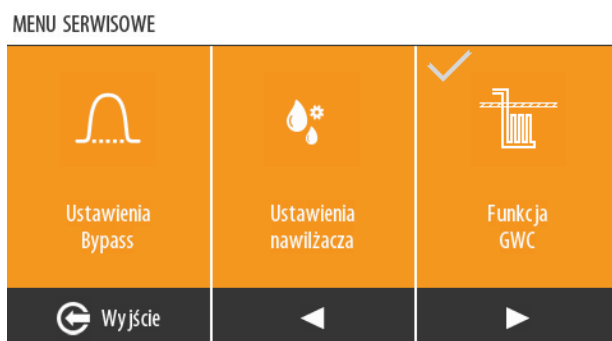 MENU SERWISOWE
Ustawienia
Bypass
Ustawienia
nawilżacza
Funkcja
GWC
Wyjście